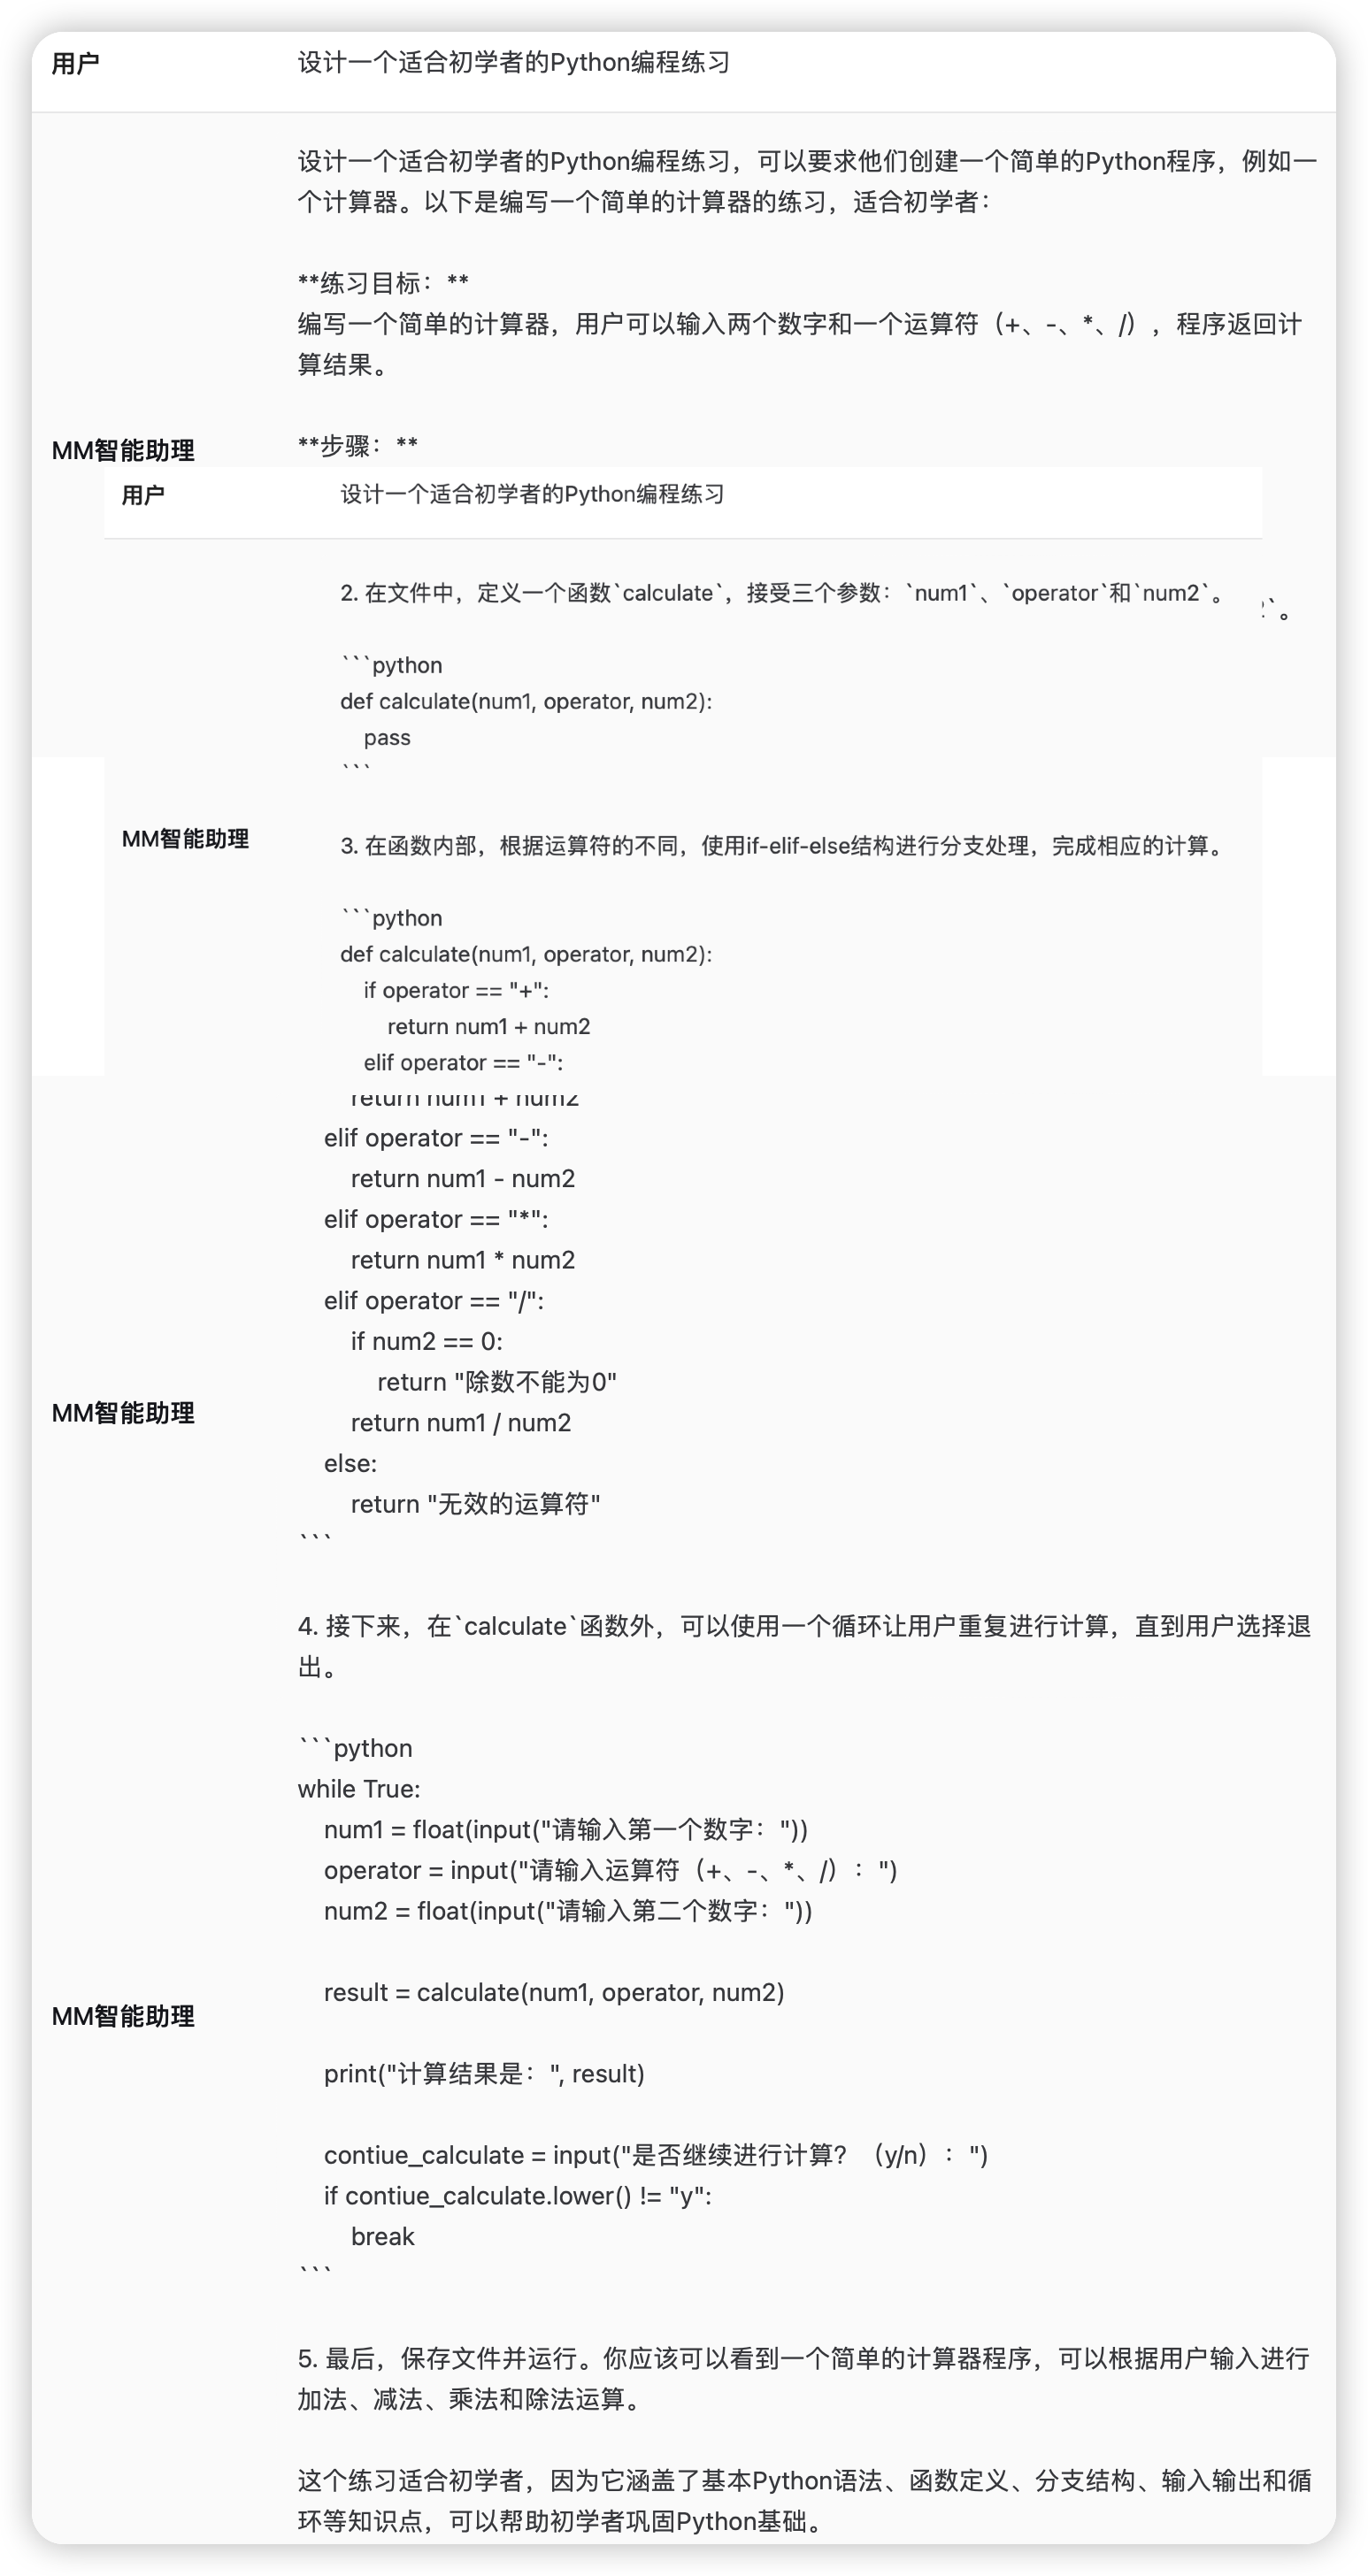 用户
设计一个适合初学者的Python编程练习
设计一个适合初学者的Python编程练习，可以要求他们创建一个简单的Python程序，例如一
个计算器。以下是编写一个简单的计算器的练习，适合初学者：
**练习目标：**
编写一个简单的计算器，用户可以输入两个数字和一个运算符（+、-、*、/），程序返回计
算结果。
MM智能助理
**步骤：**
用户
设计一个适合初学者的Python编程练习
2. 在文件中，定义一个函数`calculate`，接受三个参数：`num1`、`operator`和`num2`。
`。
```python
def calculate(num1, operator, num2):
    pass
```
MM智能助理
3. 在函数内部，根据运算符的不同，使用if-elif-else结构进行分支处理，完成相应的计算。
```python
def calculate(num1, operator, num2):
    if operator == "+":
        return num1 + num2
    elif operator == "-":
        return num1 + num2
    elif operator == "-":
        return num1 - num2
    elif operator == "*":
        return num1 * num2
    elif operator == "/":
        if num2 == 0:
            return "除数不能为0"
MM智能助理
        return num1 / num2
    else:
        return "无效的运算符"
```
4. 接下来，在`calculate`函数外，可以使用一个循环让用户重复进行计算，直到用户选择退
出。
```python
while True:
    num1 = float(input("请输入第一个数字："))
    operator = input("请输入运算符（+、-、*、/）：")
    num2 = float(input("请输入第二个数字："))
    result = calculate(num1, operator, num2)
MM智能助理
    print("计算结果是：", result)
    contiue_calculate = input("是否继续进行计算？（y/n）：")
    if contiue_calculate.lower() != "y":
        break
```
5. 最后，保存文件并运行。你应该可以看到一个简单的计算器程序，可以根据用户输入进行
加法、减法、乘法和除法运算。
这个练习适合初学者，因为它涵盖了基本Python语法、函数定义、分支结构、输入输出和循
环等知识点，可以帮助初学者巩固Python基础。